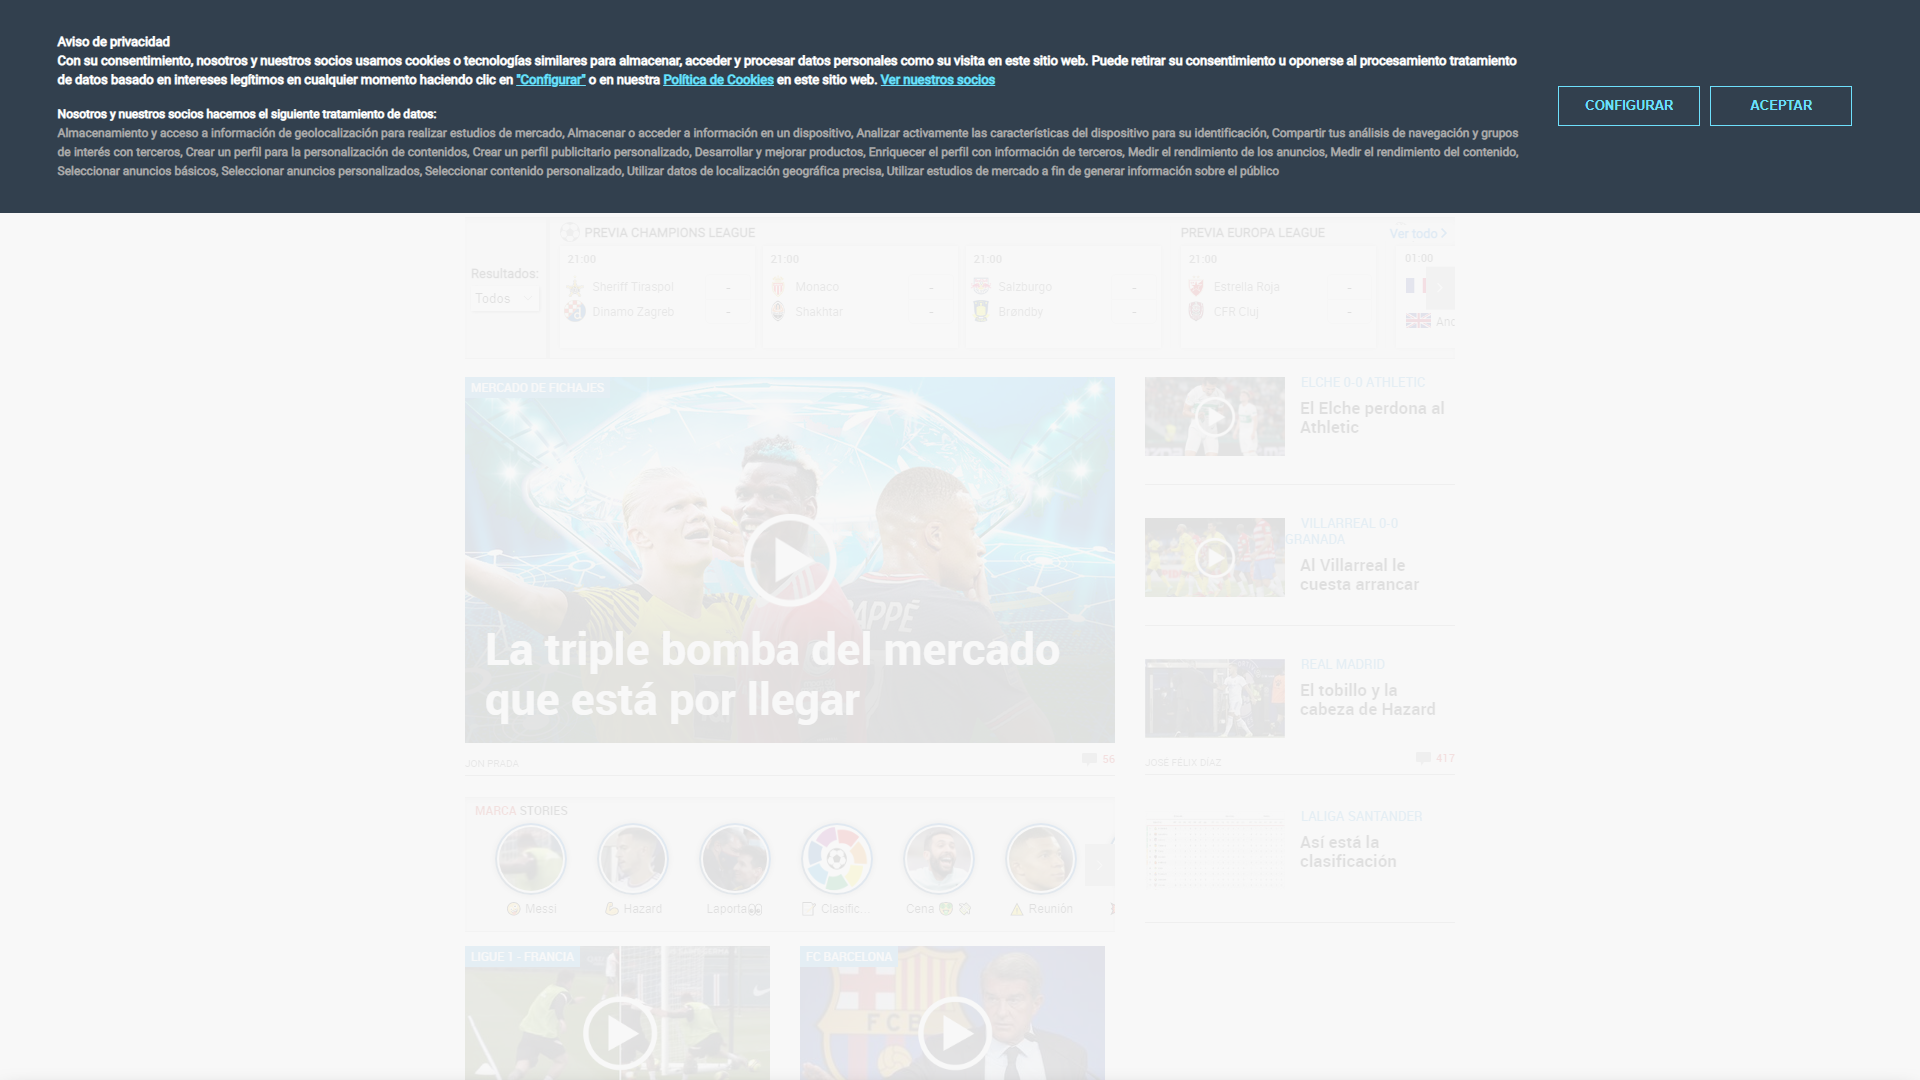 Aviso de privacidad
Con su consentimiento, nosotros y nuestros socios usamos cookies o tecnologías similares para almacenar, acceder y procesar datos personales como su visita en este sitio web. Puede retirar su consentimiento u oponerse al procesamiento tratamiento
de datos basado en intereses legítimos en cualquier momento haciendo clic en "Configurar" o en nuestra Política de Cookies en este sitio web. Ver nuestros socios
CONFIGURAR
ACEPTAR
Nosotros y nuestros socios hacemos el siguiente tratamiento de datos:
Almacenamiento y acceso a información de geolocalización para realizar estudios de mercado, Almacenar o acceder a información en un dispositivo, Analizar activamente las características del dispositivo para su identificación, Compartir tus análisis de navegación y grupos
de interés con terceros, Crear un perfil para la personalización de contenidos, Crear un perfil publicitario personalizado, Desarrollar y mejorar productos, Enriquecer el perfil con información de terceros, Medir el rendimiento de los anuncios, Medir el rendimiento del contenido,
Seleccionar anuncios básicos, Seleccionar anuncios personalizados, Seleccionar contenido personalizado, Utilizar datos de localización geográfica precisa, Utilizar estudios de mercado a fin de generar información sobre el público
Resultados:
Todos
PREVIA CHAMPIONS LEAGUE
21:00
Sheriff Tiraspol -
Dinamo Zagreb -
21:00
Monaco -
Shakhtar -
21:00
Salzburgo -
Brøndby -
PREVIA EUROPA LEAGUE
21:00
Estrella Roja -
CFR Cluj -
Ver todo
01:00
And
MERCADO DE FICHAJES
MBAPPÉ
La triple bomba del mercado
que está por llegar
JON PRADA
56
ELCHE 0-0 ATHLETIC
El Elche perdona al
Athletic
VILLARREAL 0-0
GRANADA
Al Villarreal le
cuesta arrancar
REAL MADRID
El tobillo y la
cabeza de Hazard
JOSÉ FÉLIX DÍAZ
417
LALIGA SANTANDER
Así está la
clasificación
MARCA STORIES
Messi
Hazard
Laporta
Clasific...
Cena
Reunión
LIGUE 1 - FRANCIA
FC BARCELONA
FCB